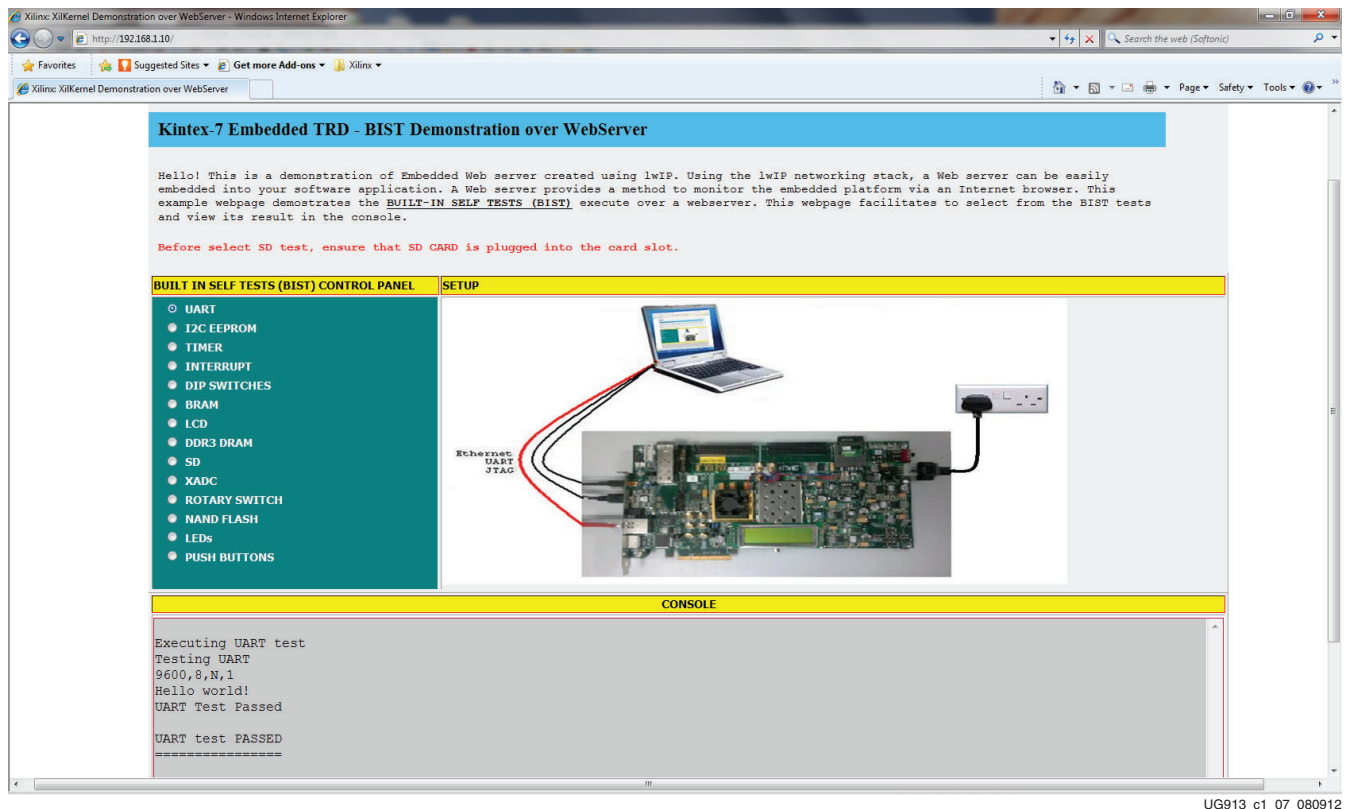 Xilinx: XilKernel Demonstration over WebServer - Windows Internet Explorer
http://192.168.1.10/
Search the web (Softonic)
Favorites Suggested Sites Get more Add-ons Xilinx
Xilinx: XilKernel Demonstration over WebServer
Page Safety Tools
Kintex-7 Embedded TRD - BIST Demonstration over WebServer
Hello! This is a demonstration of Embedded Web server created using lwIP. Using the lwIP networking stack, a Web server can be easily
embedded into your software application. A Web server provides a method to monitor the embedded platform via an Internet browser. This
example webpage demostrates the BUILT-IN SELF TESTS (BIST) execute over a webserver. This webpage facilitates to select from the BIST tests
and view its result in the console.
Before select SD test, ensure that SD CARD is plugged into the card slot.
BUILT IN SELF TESTS (BIST) CONTROL PANEL
UART
I2C EEPROM
TIMER
INTERRUPT
DIP SWITCHES
BRAM
LCD
DDR3 DRAM
SD
XADC
ROTARY SWITCH
NAND FLASH
LEDs
PUSH BUTTONS
SETUP
Ethernet
UART
JTAG
CONSOLE
Executing UART test
Testing UART
9600,8,N,1
Hello world!
UART Test Passed
UART test PASSED
================
UG913_c1_07_080912